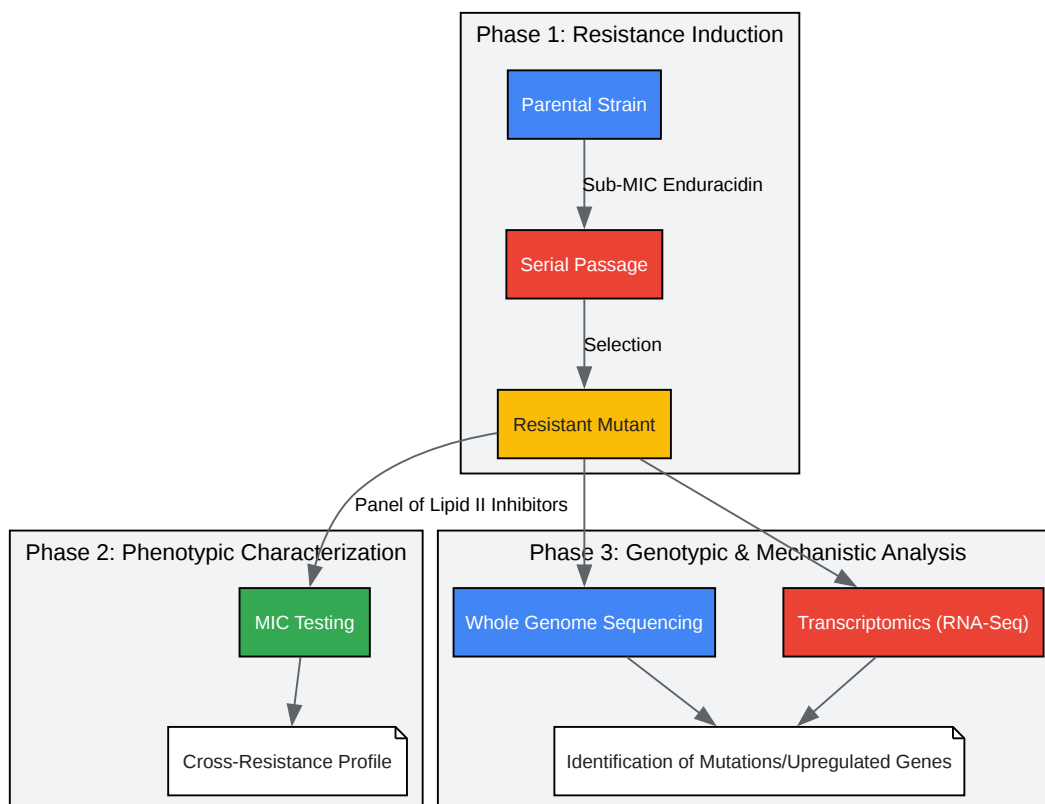 Phase 1: Resistance Induction
Parental Strain
Sub-MIC Enduracidin
Serial Passage
Selection
Resistant Mutant
Panel of Lipid II Inhibitors
Phase 2: Phenotypic Characterization
MIC Testing
Cross-Resistance Profile
Phase 3: Genotypic & Mechanistic Analysis
Whole Genome Sequencing
Transcriptomics (RNA-Seq)
Identification of Mutations/Upregulated Genes